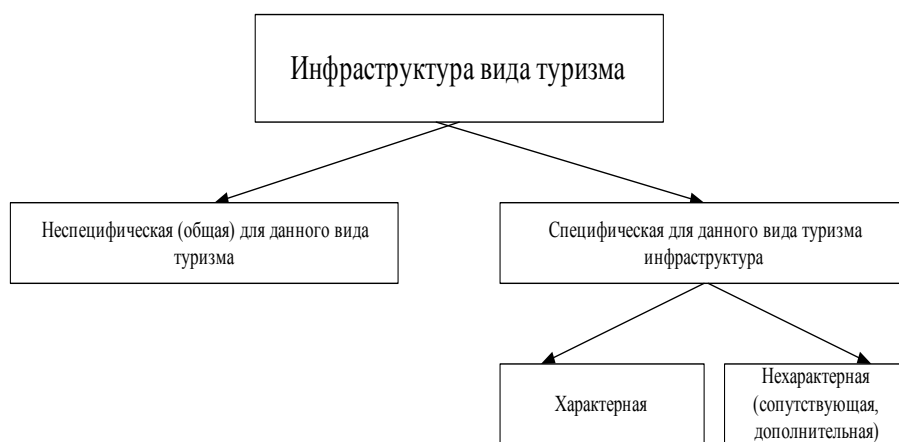 Инфраструктура вида туризма
Неспецифическая (общая) для данного вида
туризма
Специфическая для данного вида туризма
инфраструктура
Характерная
Нехарактерная
(сопутствующая,
дополнительная)